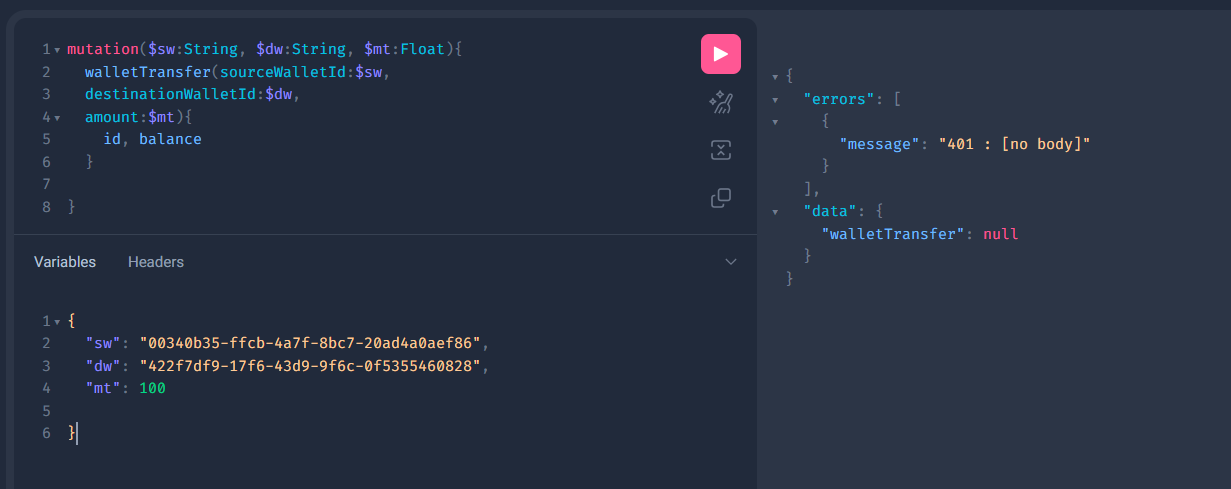 1 mutation($sw:String, $dw:String, $mt:Float){
2 walletTransfer(sourceWalletId:$sw,
3 destinationWalletId:$dw,
4 amount:$mt){
5 id, balance
6 }
7
8 }
Variables Headers
1 {
2 "sw": "00340b35-ffcb-4a7f-8bc7-20ad4a0aef86",
3 "dw": "422f7df9-17f6-43d9-9f6c-0f5355460828",
4 "mt": 100
5
6 }
{
"errors": [
{
"message": "401 : [no body]"
}
],
"data": {
"walletTransfer": null
}
}